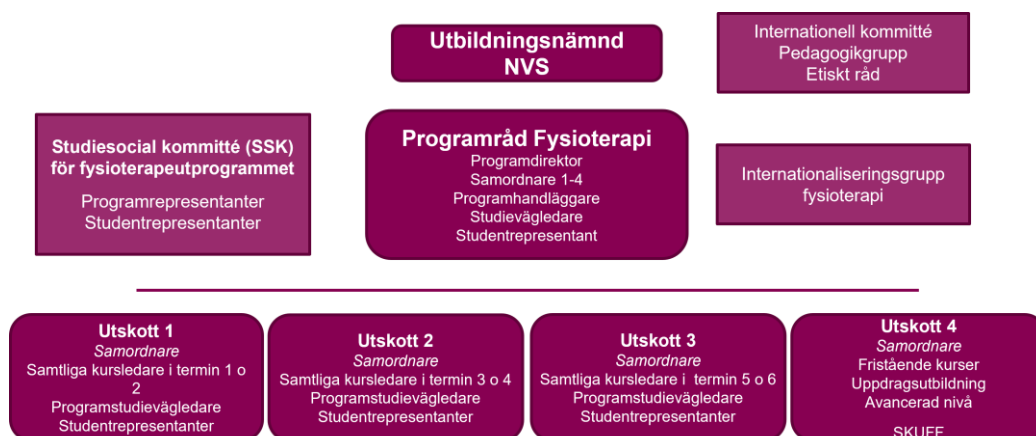 Utbildningsnämnd
NVS
Internationell kommitté
Pedagogikgrupp
Etiskt råd
Studiesocial kommitté (SSK)
för fysioterapeutprogrammet
Programrepresentanter
Studentrepresentanter
Programråd Fysioterapi
Programdirektor
Samordnare 1-4
Programhandläggare
Studievägledare
Studentrepresentant
Internationaliseringsgrupp
fysioterapi
Utskott 1
Samordnare
Samtliga kursledare i termin 1 o
2
Programstudievägledare
Studentrepresentanter
Utskott 2
Samordnare
Samtliga kursledare i termin 3 o 4
Programstudievägledare
Studentrepresentanter
Utskott 3
Samordnare
Samtliga kursledare i  termin 5 o 6
Programstudievägledare
Studentrepresentanter
Utskott 4
Samordnare
Fristående kurser
Uppdragsutbildning
Avancerad nivå